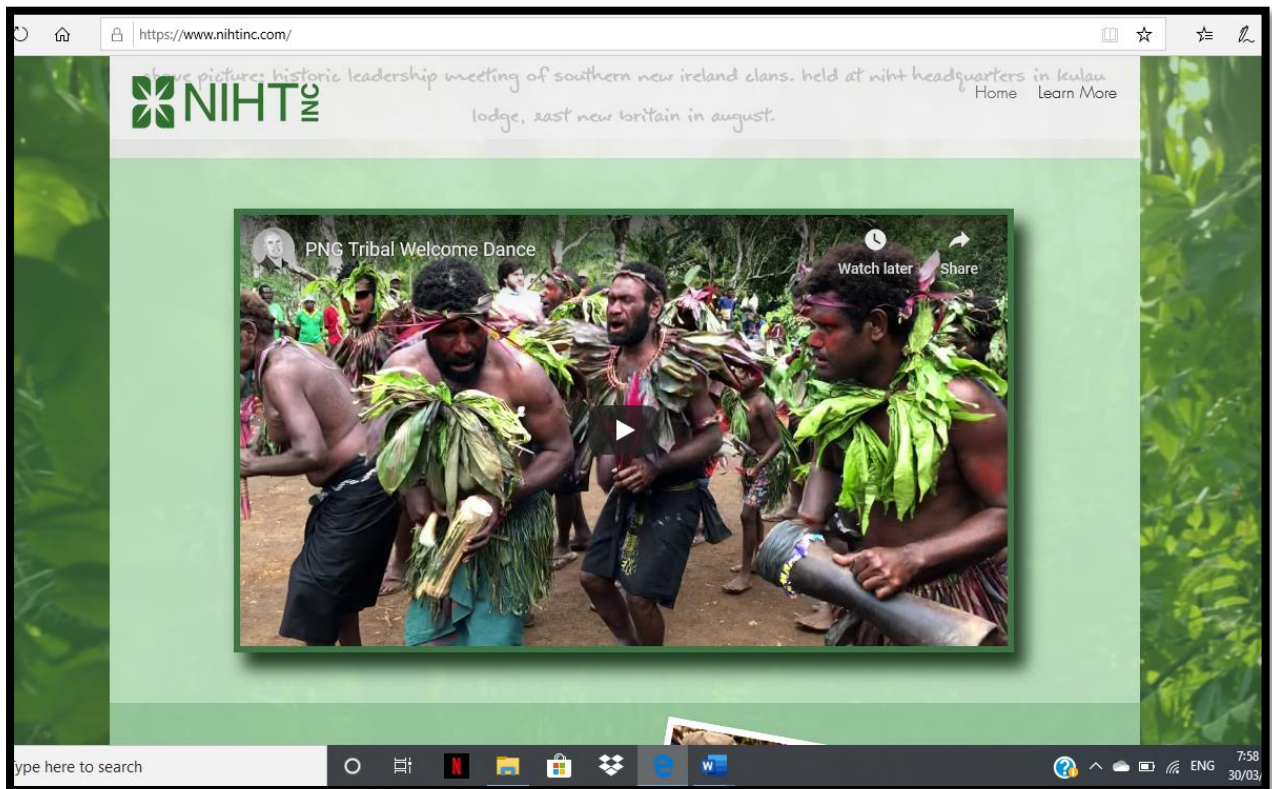 https://www.nihtinc.com/
above picture: historic leadership meeting of southern new ireland clans. held at niht headquarters in kulau
lodge, east new britain in august.
NIHT INC
Home Learn More
PNG Tribal Welcome Dance
Watch later Share
ype here to search
ENG
7:58
30/03/